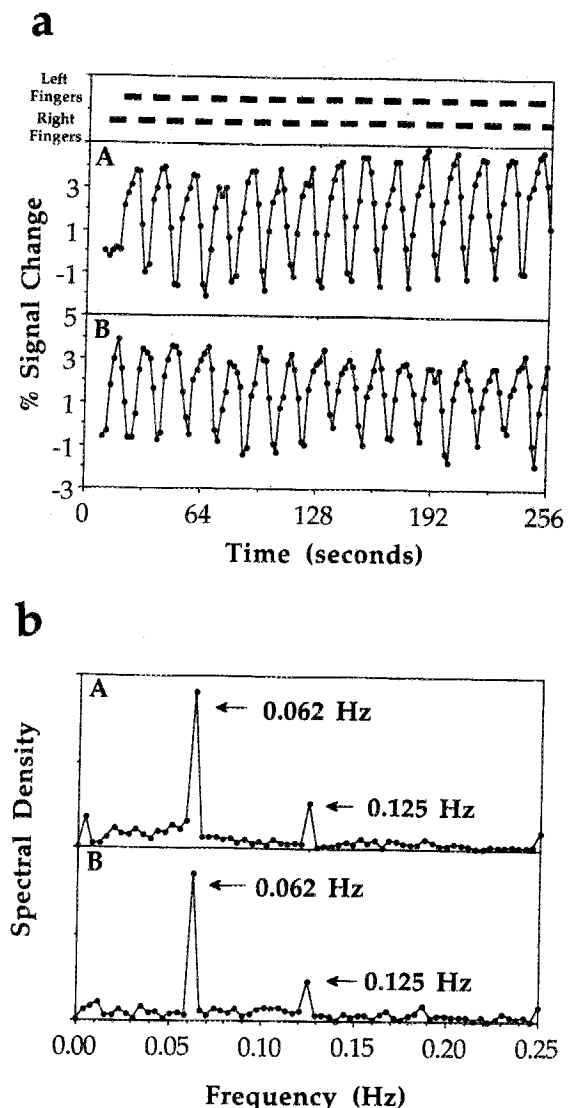 a
Left
Fingers
Right
Fingers
A
3
1
-1
5
B
3
1
-1
-3
% Signal Change
0 64 128 192 256
Time (seconds)
b
A
0.062 Hz
0.125 Hz
B
0.062 Hz
0.125 Hz
Spectral Density
0.00 0.05 0.10 0.15 0.20 0.25
Frequency (Hz)